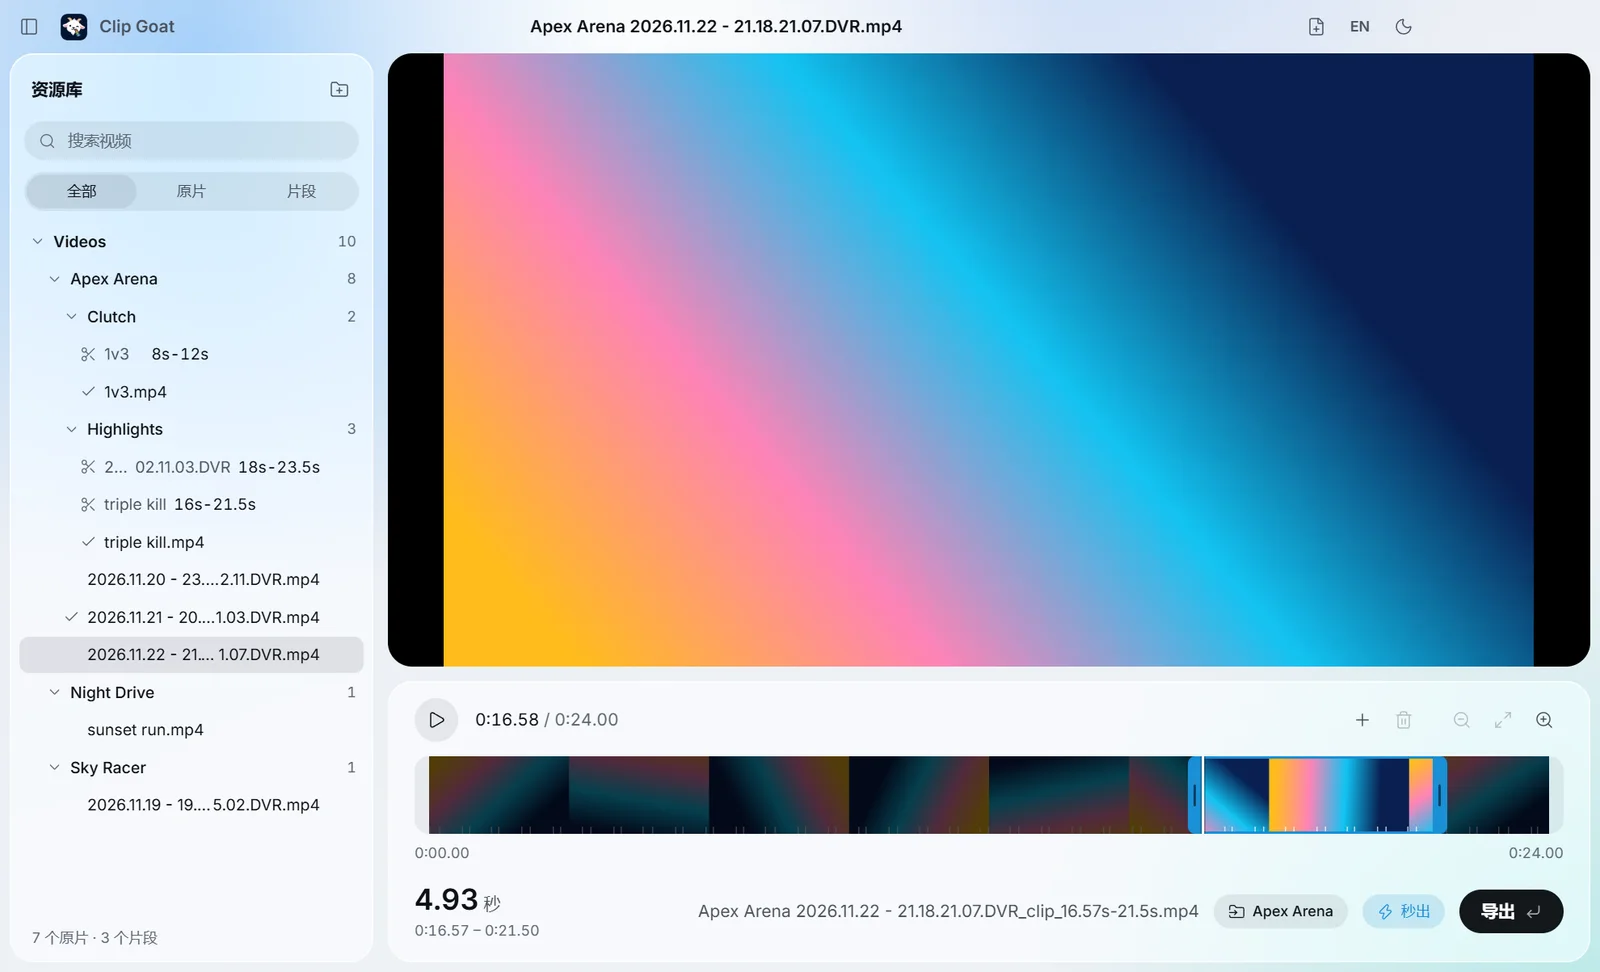 Clip Goat
Apex Arena 2026.11.22 - 21.18.21.07.DVR.mp4
EN
资源库
搜索视频
全部 原片 片段
Videos 10
Apex Arena 8
Clutch 2
1v3 8s-12s
1v3.mp4
Highlights 3
2... 02.11.03.DVR 18s-23.5s
triple kill 16s-21.5s
triple kill.mp4
2026.11.20 - 23....2.11.DVR.mp4
2026.11.21 - 20....1.03.DVR.mp4
2026.11.22 - 21.... 1.07.DVR.mp4
Night Drive 1
sunset run.mp4
Sky Racer 1
2026.11.19 - 19....5.02.DVR.mp4
7 个原片 · 3 个片段
0:16.58 / 0:24.00
0:00.00 0:24.00
4.93 秒
0:16.57 – 0:21.50
Apex Arena 2026.11.22 - 21.18.21.07.DVR_clip_16.57s-21.5s.mp4
Apex Arena
秒出
导出